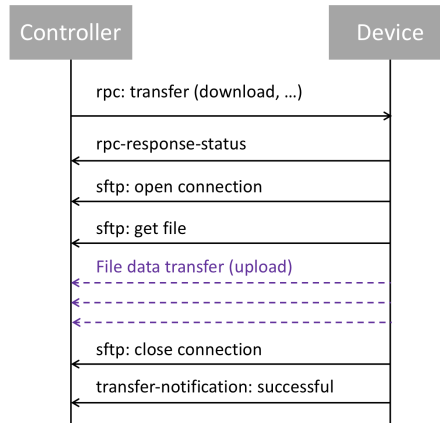 Controller
Device
rpc: transfer (download, ...)
rpc-response-status
sftp: open connection
sftp: get file
File data transfer (upload)
sftp: close connection
transfer-notification: successful